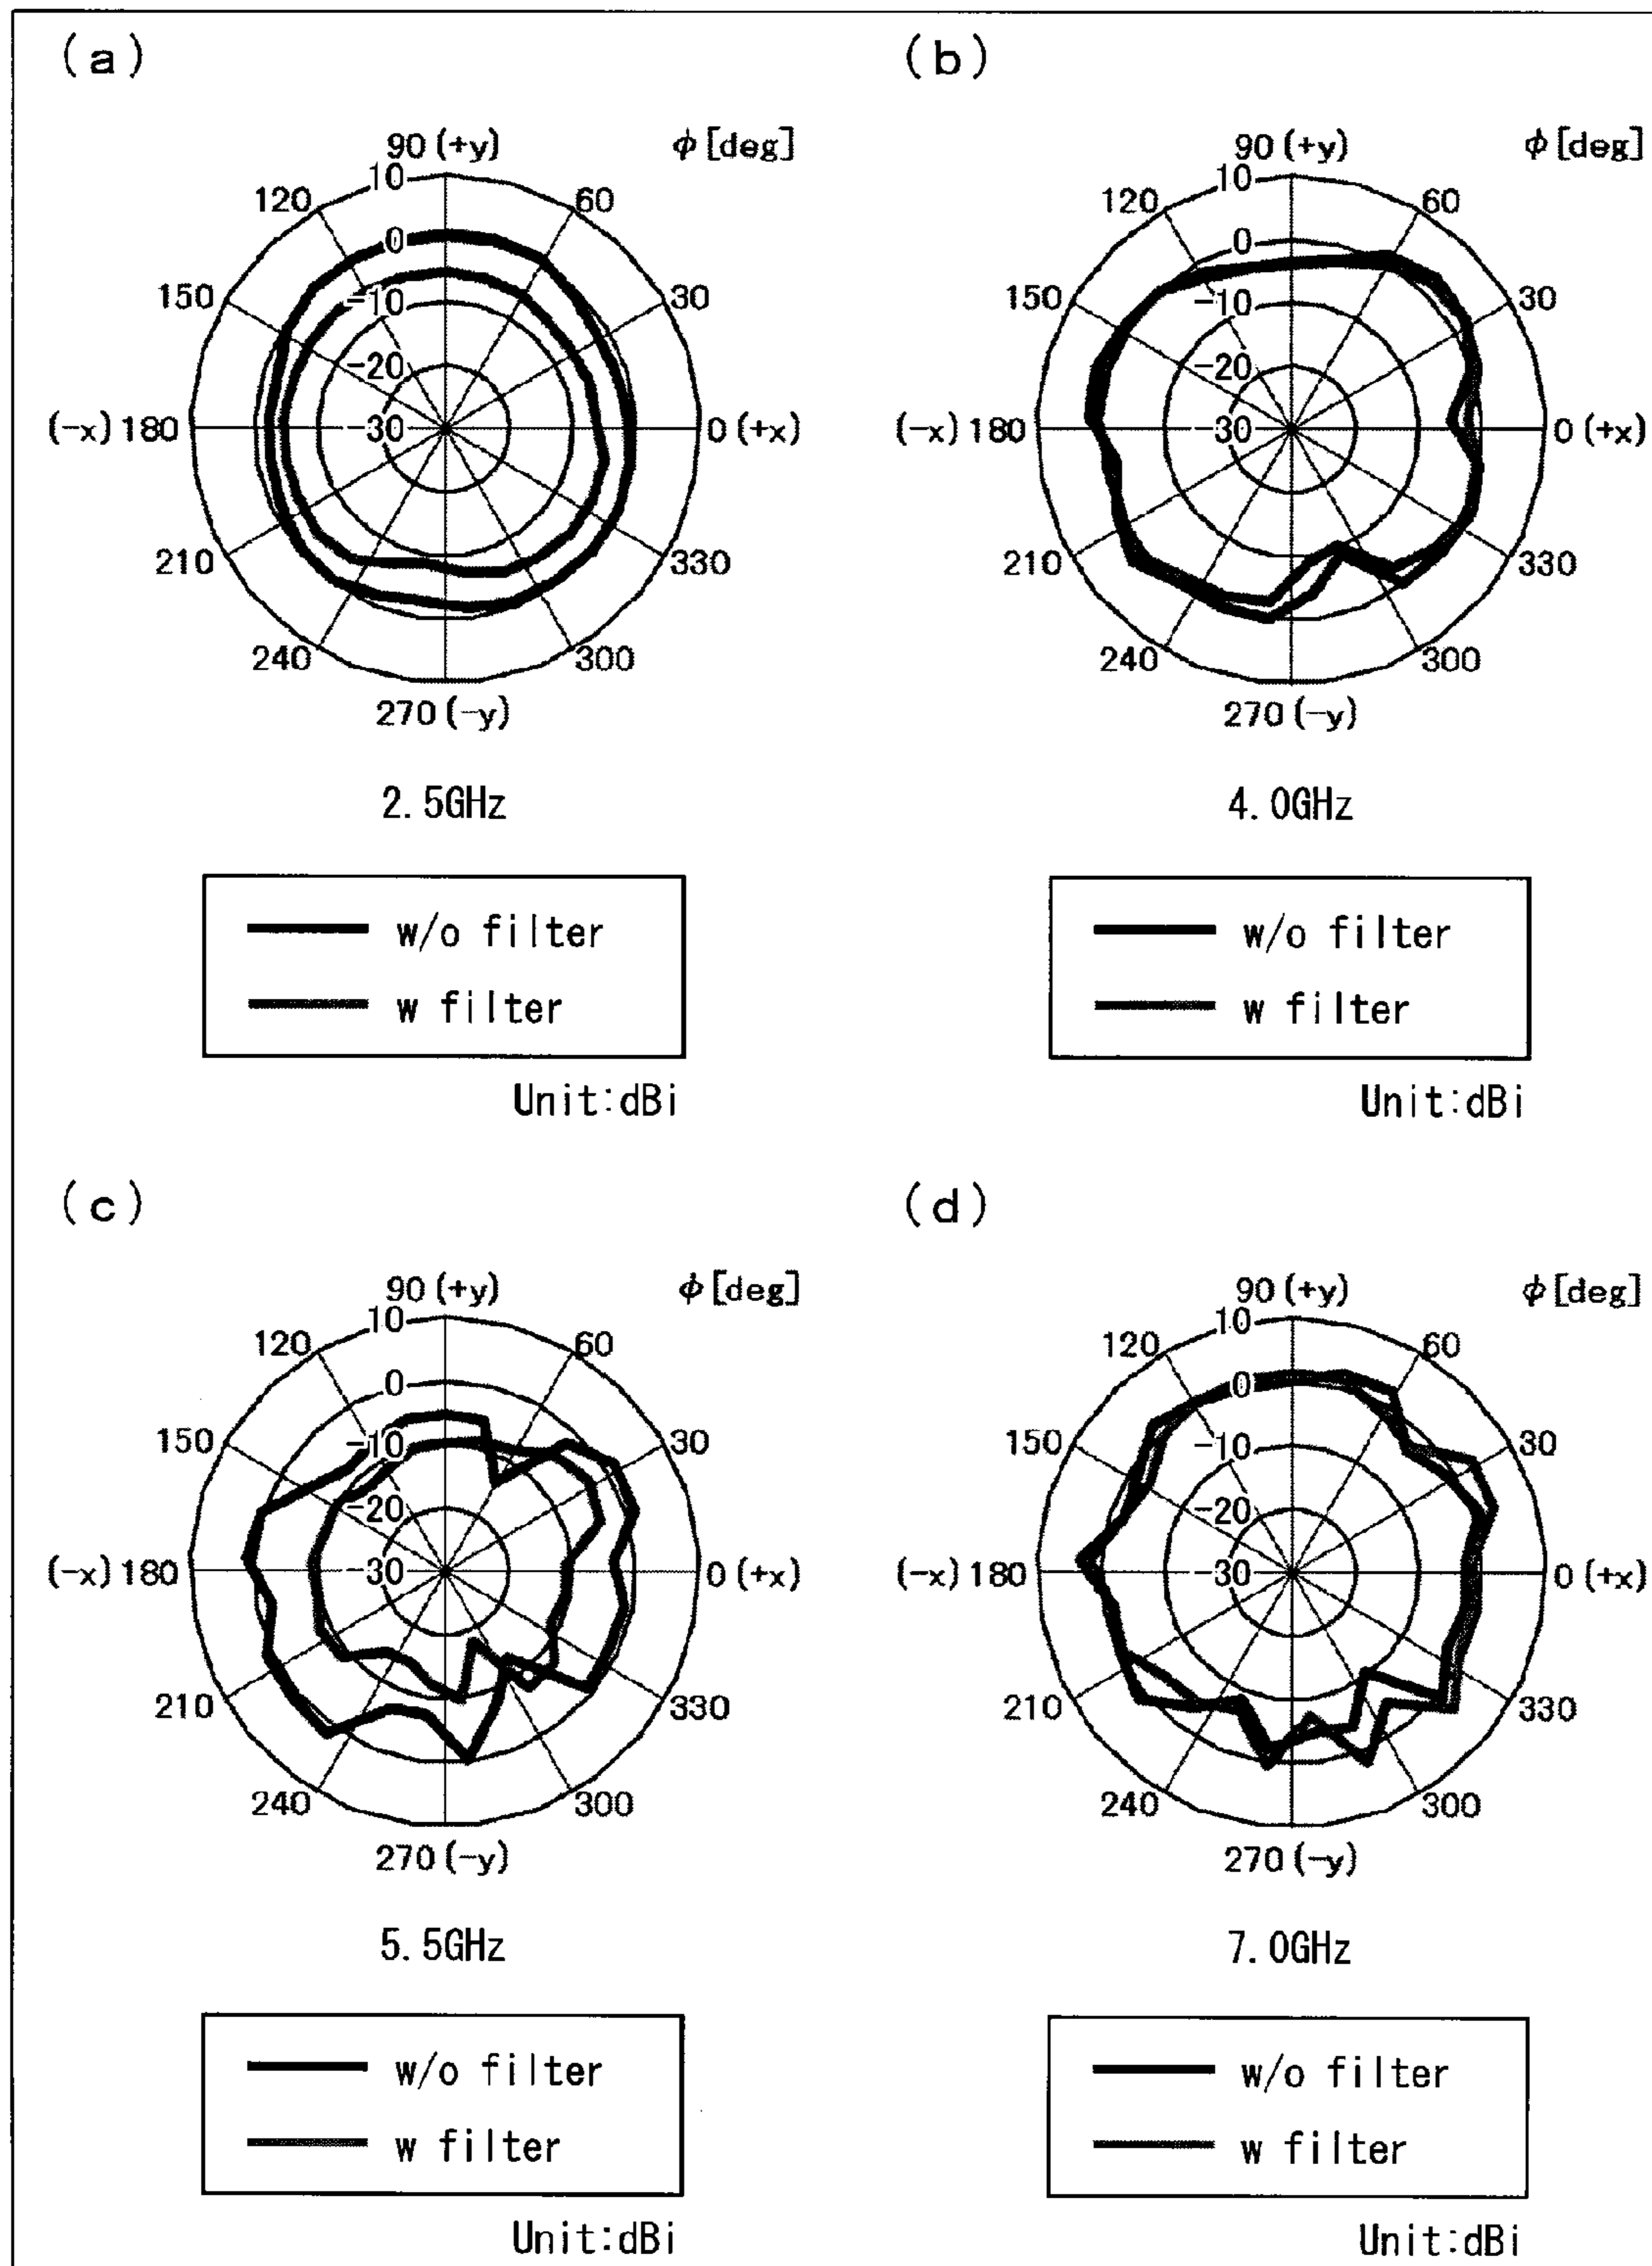 (a)
90(+y) φ[deg]
10
120 0 60
150 -10 30
-20
(-x)180 -30 0(+x)
210 330
240 300
270(-y)
2.5GHz
w/o filter
w filter
Unit:dBi
(b)
90(+y) φ[deg]
10
120 0 60
150 -10 30
-20
(-x)180 -30 0(+x)
210 330
240 300
270(-y)
4.0GHz
w/o filter
w filter
Unit:dBi
(c)
90(+y) φ[deg]
10
120 0 60
150 -10 30
-20
(-x)180 -30 0(+x)
210 330
240 300
270(-y)
5.5GHz
w/o filter
w filter
Unit:dBi
(d)
90(+y) φ[deg]
10
120 0 60
150 -10 30
-20
(-x)180 -30 0(+x)
210 330
240 300
270(-y)
7.0GHz
w/o filter
w filter
Unit:dBi